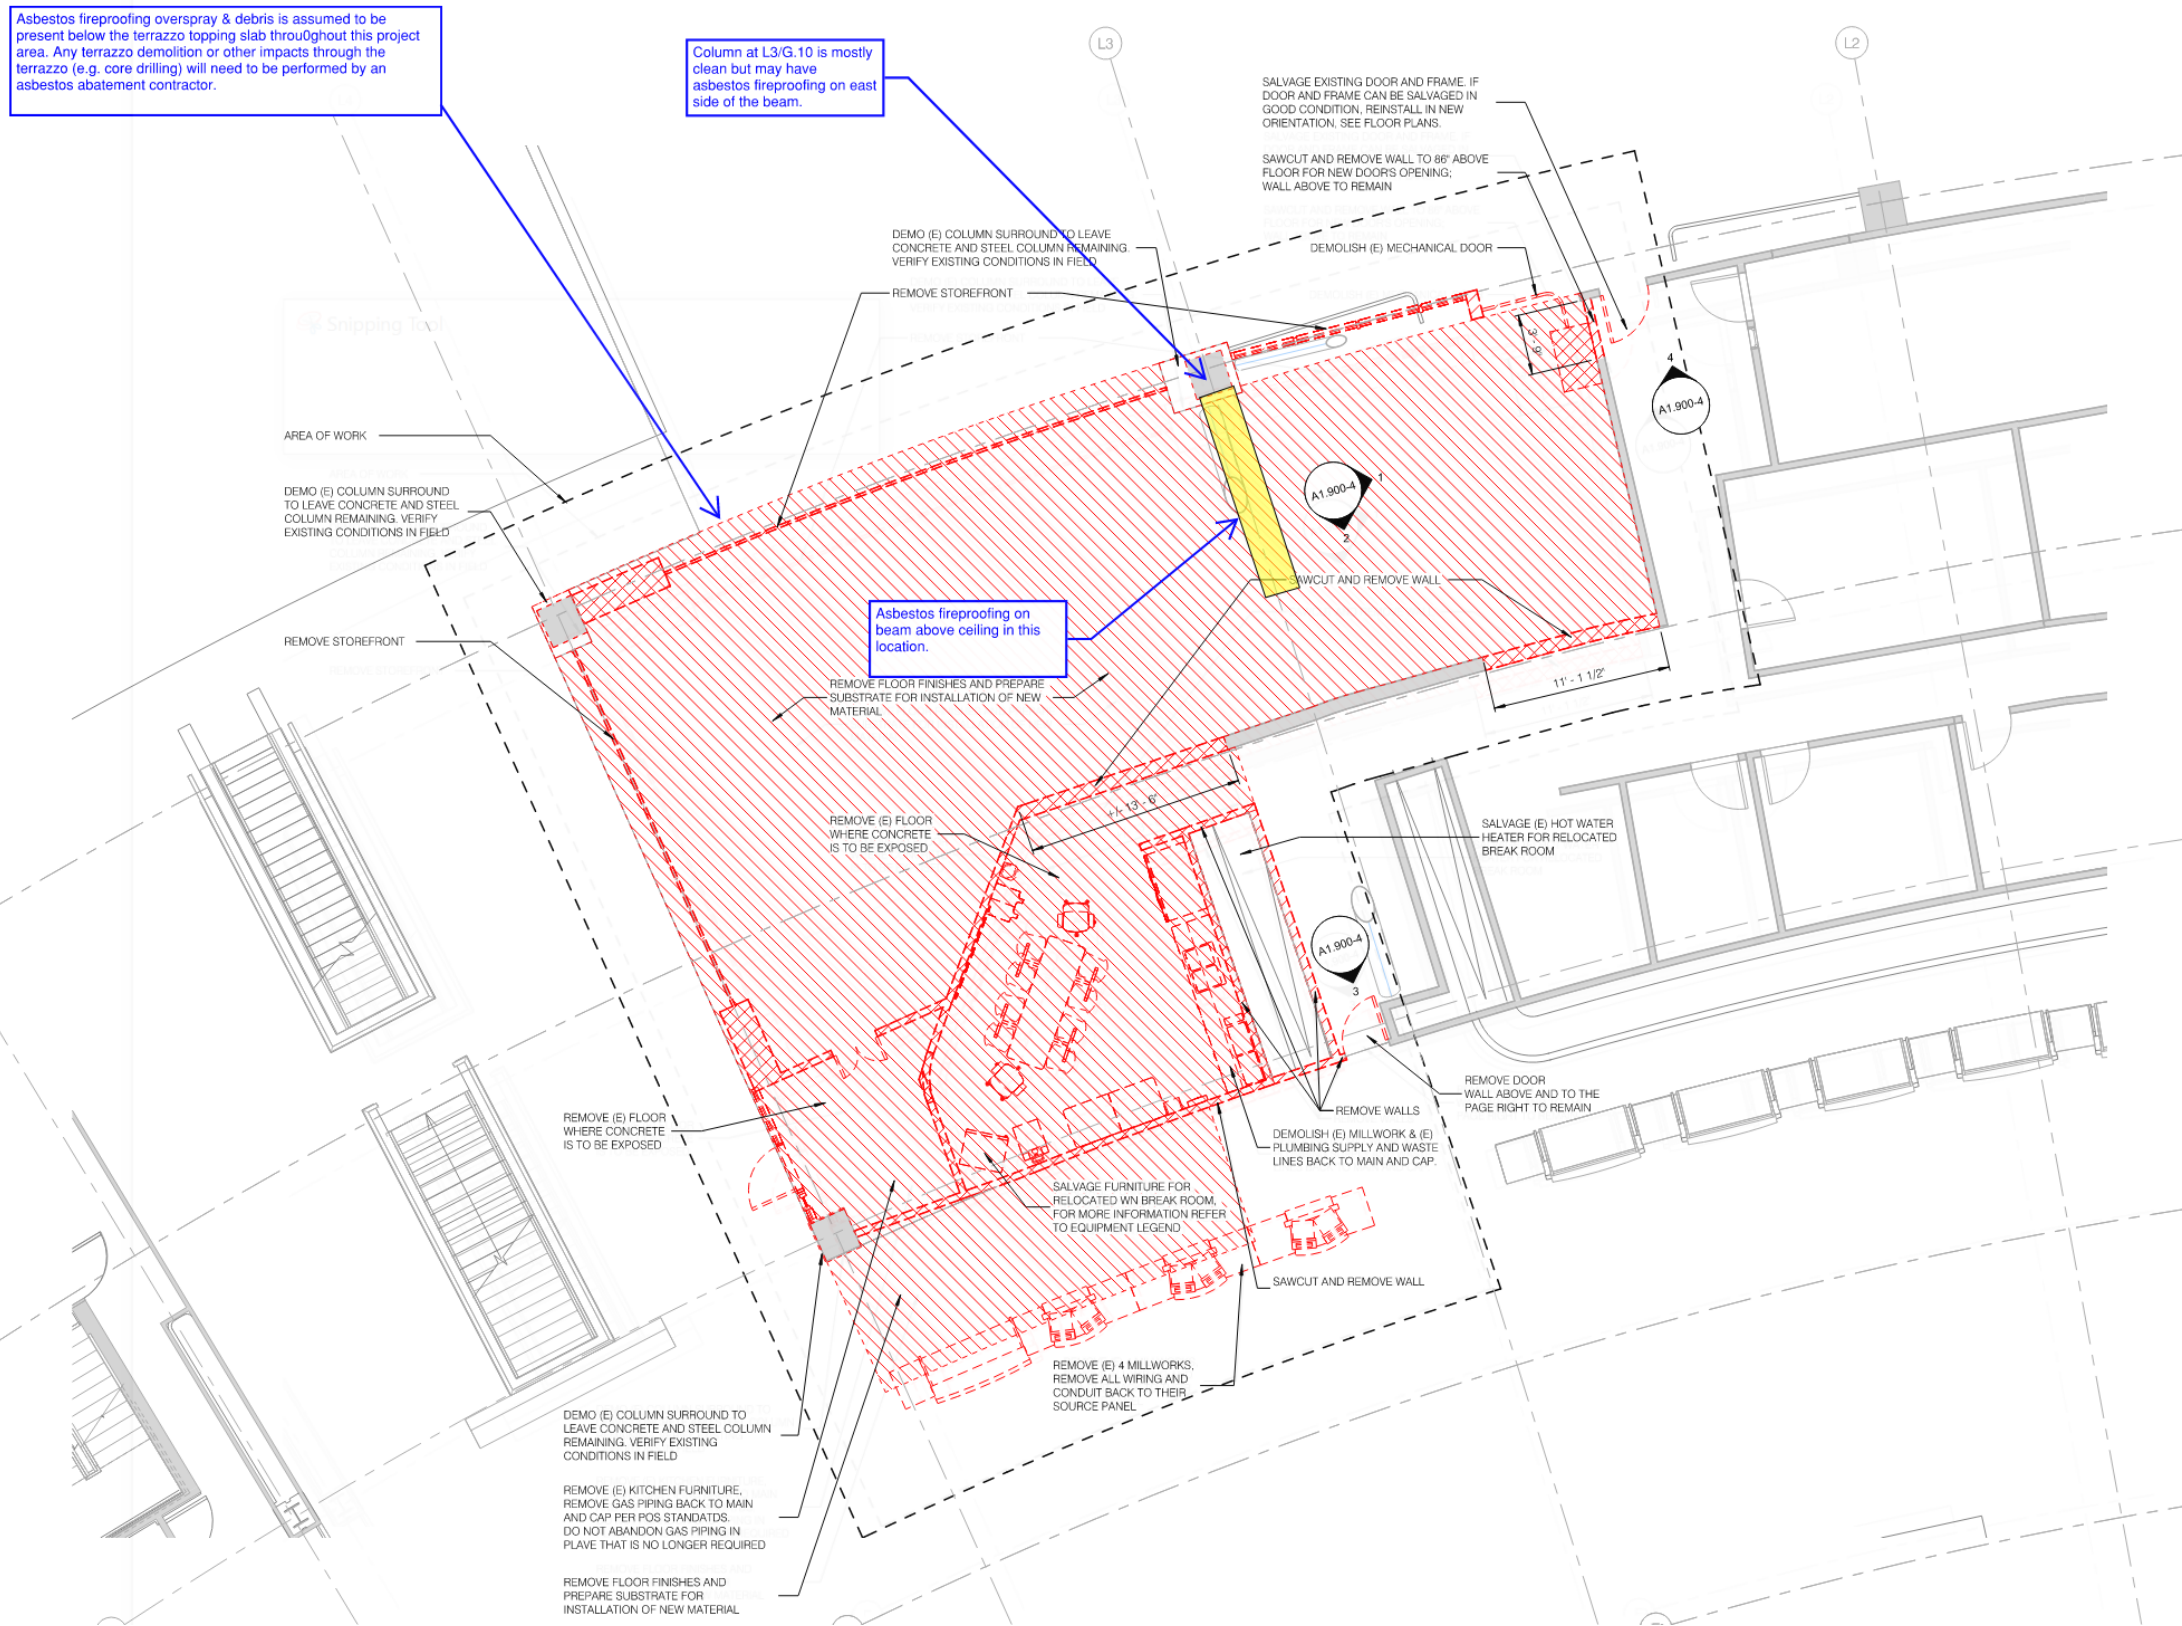 Asbestos fireproofing overspray & debris is assumed to be
present below the terrazzo topping slab throu0ghout this project
area. Any terrazzo demolition or other impacts through the
terrazzo (e.g. core drilling) will need to be performed by an
asbestos abatement contractor.
Column at L3/G.10 is mostly
clean but may have
asbestos fireproofing on east
side of the beam.
L3
L2
SALVAGE EXISTING DOOR AND FRAME. IF
DOOR AND FRAME CAN BE SALVAGED IN
GOOD CONDITION, REINSTALL IN NEW
ORIENTATION, SEE FLOOR PLANS.
SAWCUT AND REMOVE WALL TO 86" ABOVE
FLOOR FOR NEW DOOR'S OPENING;
WALL ABOVE TO REMAIN
DEMOLISH (E) MECHANICAL DOOR
DEMO (E) COLUMN SURROUND TO LEAVE
CONCRETE AND STEEL COLUMN REMAINING.
VERIFY EXISTING CONDITIONS IN FIELD
REMOVE STOREFRONT
Snipping Tool
3' - 9"
4
A1.900-4
AREA OF WORK
DEMO (E) COLUMN SURROUND
TO LEAVE CONCRETE AND STEEL
COLUMN REMAINING. VERIFY
EXISTING CONDITIONS IN FIELD
A1.900-4
1
2
SAWCUT AND REMOVE WALL
Asbestos fireproofing on
beam above ceiling in this
location.
REMOVE STOREFRONT
REMOVE FLOOR FINISHES AND PREPARE
SUBSTRATE FOR INSTALLATION OF NEW
MATERIAL
11' - 1 1/2"
+/- 13' - 6"
REMOVE (E) FLOOR
WHERE CONCRETE
IS TO BE EXPOSED
SALVAGE (E) HOT WATER
HEATER FOR RELOCATED
BREAK ROOM
A1.900-4
3
REMOVE DOOR
WALL ABOVE AND TO THE
PAGE RIGHT TO REMAIN
REMOVE WALLS
REMOVE (E) FLOOR
WHERE CONCRETE
IS TO BE EXPOSED
DEMOLISH (E) MILLWORK & (E)
PLUMBING SUPPLY AND WASTE
LINES BACK TO MAIN AND CAP.
SALVAGE FURNITURE FOR
RELOCATED WN BREAK ROOM,
FOR MORE INFORMATION REFER
TO EQUIPMENT LEGEND
SAWCUT AND REMOVE WALL
REMOVE (E) 4 MILLWORKS,
REMOVE ALL WIRING AND
CONDUIT BACK TO THEIR
SOURCE PANEL
DEMO (E) COLUMN SURROUND TO
LEAVE CONCRETE AND STEEL COLUMN
REMAINING. VERIFY EXISTING
CONDITIONS IN FIELD
REMOVE (E) KITCHEN FURNITURE,
REMOVE GAS PIPING BACK TO MAIN
AND CAP PER POS STANDATDS.
DO NOT ABANDON GAS PIPING IN
PLAVE THAT IS NO LONGER REQUIRED
REMOVE FLOOR FINISHES AND
PREPARE SUBSTRATE FOR
INSTALLATION OF NEW MATERIAL